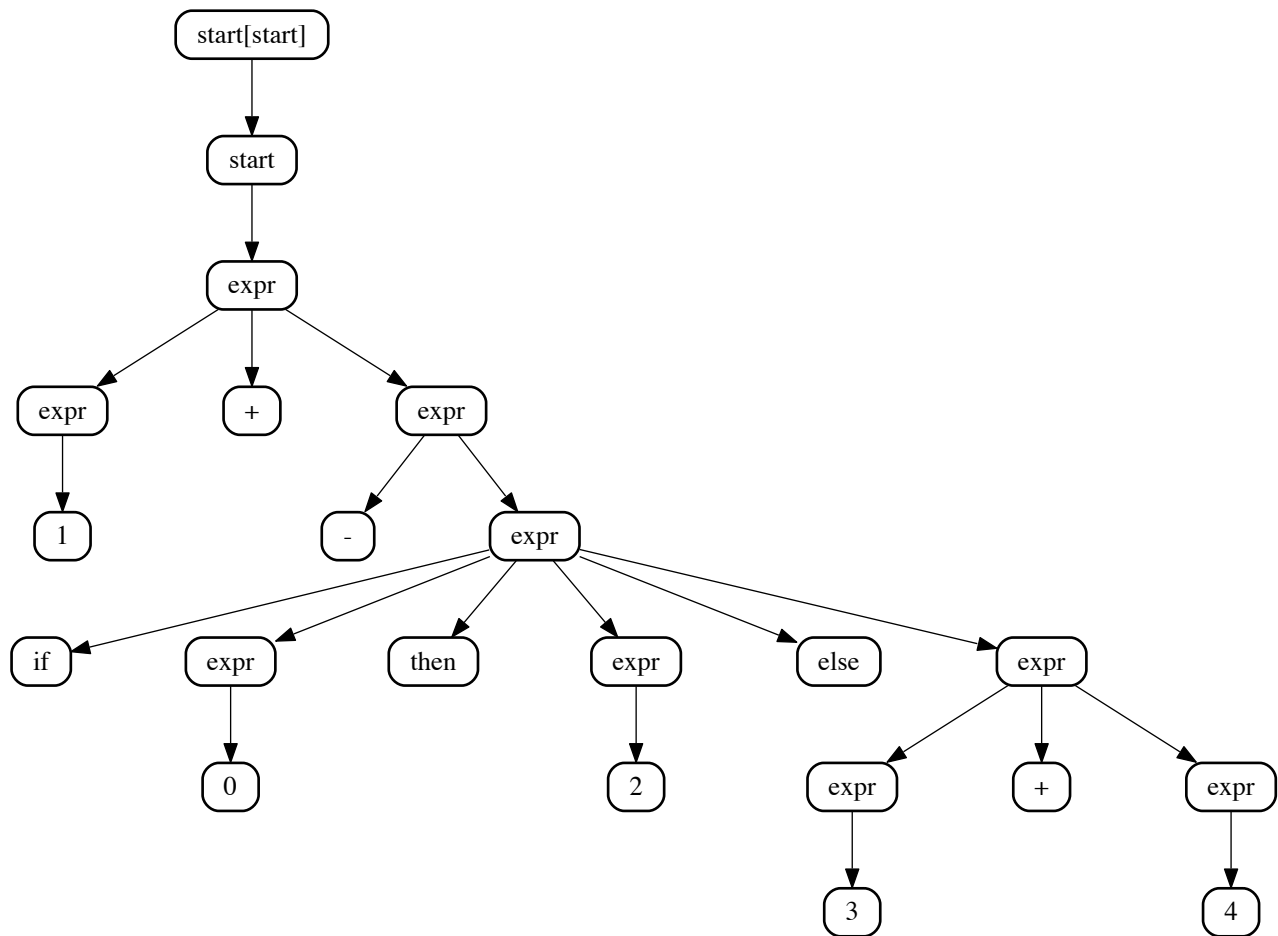 start[start]
start
expr
expr + expr
1 - expr
if expr then expr else expr
0 2 expr + expr
3 4